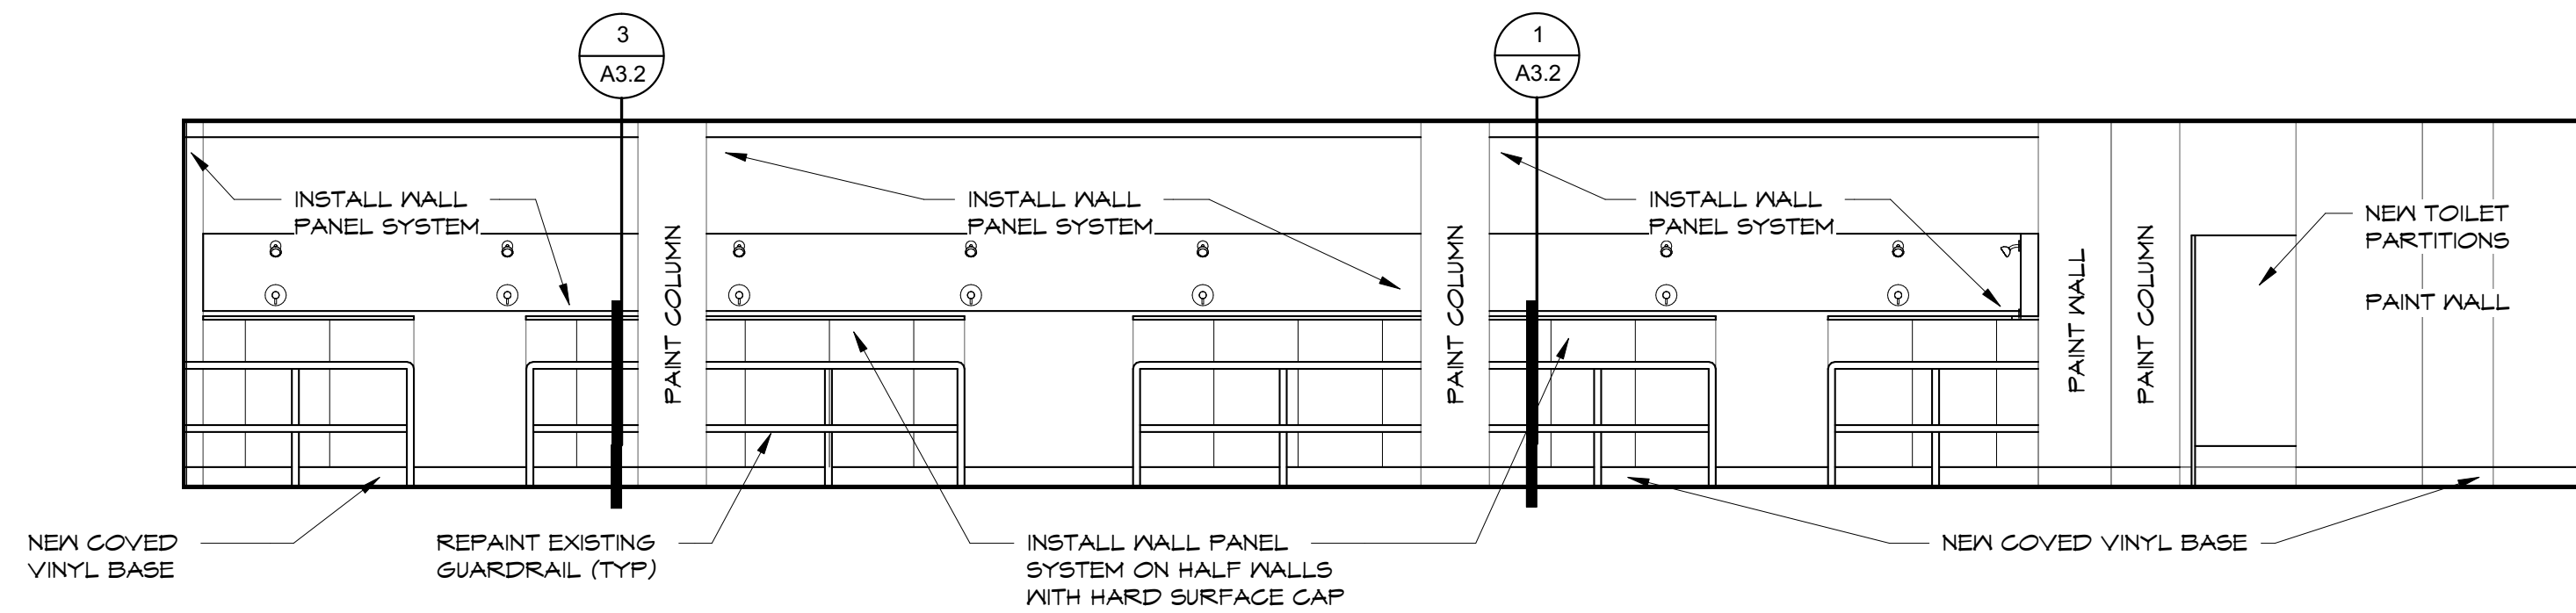 3
A3.2
1
A3.2
INSTALL WALL
PANEL SYSTEM
INSTALL WALL
PANEL SYSTEM
INSTALL WALL
PANEL SYSTEM
NEW TOILET
PARTITIONS
PAINT WALL
PAINT COLUMN
PAINT COLUMN
PAINT WALL
PAINT COLUMN
NEW COVED
VINYL BASE
REPAINT EXISTING
GUARDRAIL (TYP)
INSTALL WALL PANEL
SYSTEM ON HALF WALLS
WITH HARD SURFACE CAP
NEW COVED VINYL BASE